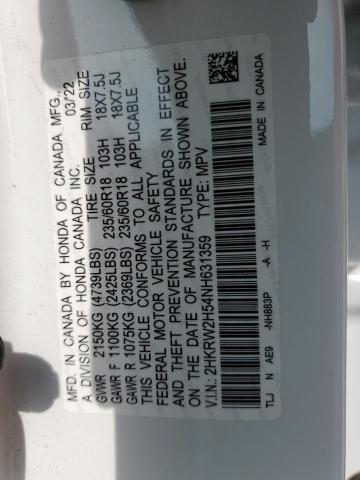 MFD. IN CANADA BY HONDA OF CANADA MFG.,
A DIVISION OF HONDA CANADA INC. 03/22
TIRE SIZE RIM SIZE
GVWR 2150KG (4739LBS)
GAWR F 1100KG (2425LBS) 235/60R18 103H 18X7.5J
GAWR R 1075KG (2369LBS) 235/60R18 103H 18X7.5J
THIS VEHICLE CONFORMS TO ALL APPLICABLE
FEDERAL MOTOR VEHICLE SAFETY
AND THEFT PREVENTION STANDARDS IN EFFECT
ON THE DATE OF MANUFACTURE SHOWN ABOVE.
V.I.N: 2HKRW2H54NH631359 TYPE: MPV
TLJ N AE9 -NH883P -A -H MADE IN CANADA